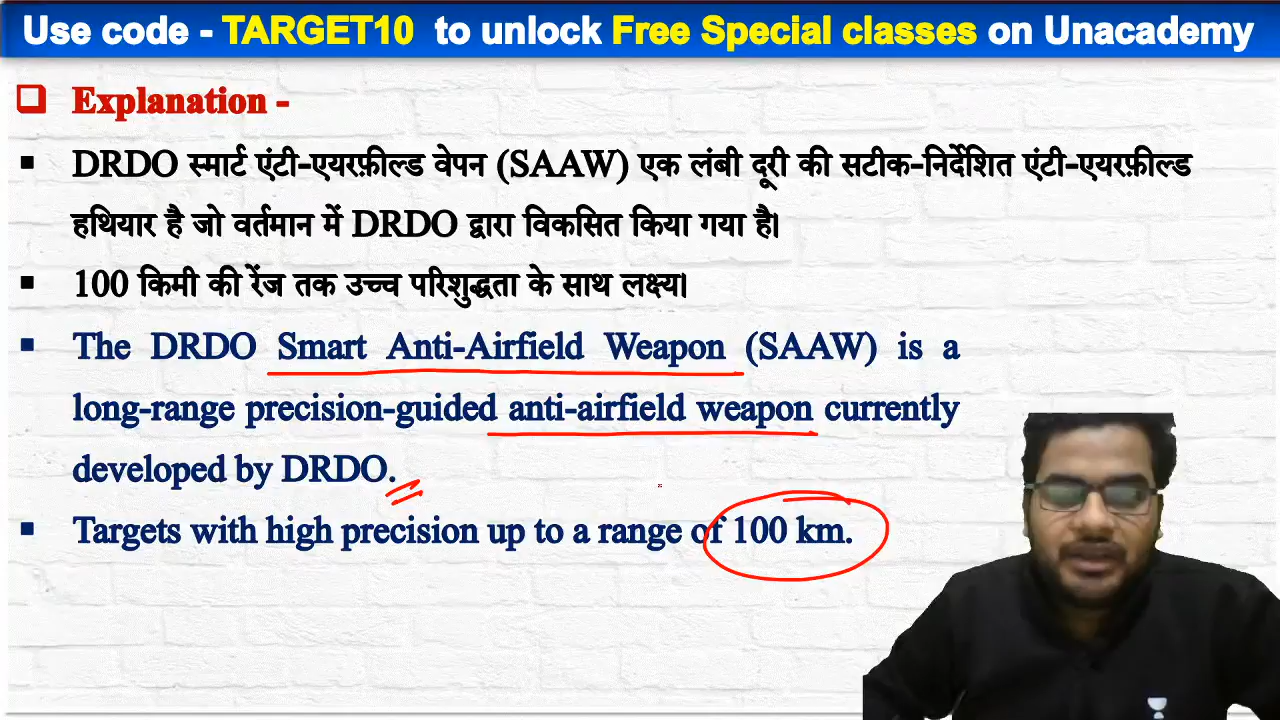 Use code - TARGET10 to unlock Free Special classes on Unacademy
Explanation -
DRDO स्मार्ट एंटी-एयरफ़ील्ड वेपन (SAAW) एक लंबी दूरी की सटीक-निर्देशित एंटी-एयरफ़ील्ड
हथियार है जो वर्तमान में DRDO द्वारा विकसित किया गया है।
100 किमी की रेंज तक उच्च परिशुद्धता के साथ लक्ष्य।
The DRDO Smart Anti-Airfield Weapon (SAAW) is a
long-range precision-guided anti-airfield weapon currently
developed by DRDO.
Targets with high precision up to a range of 100 km.